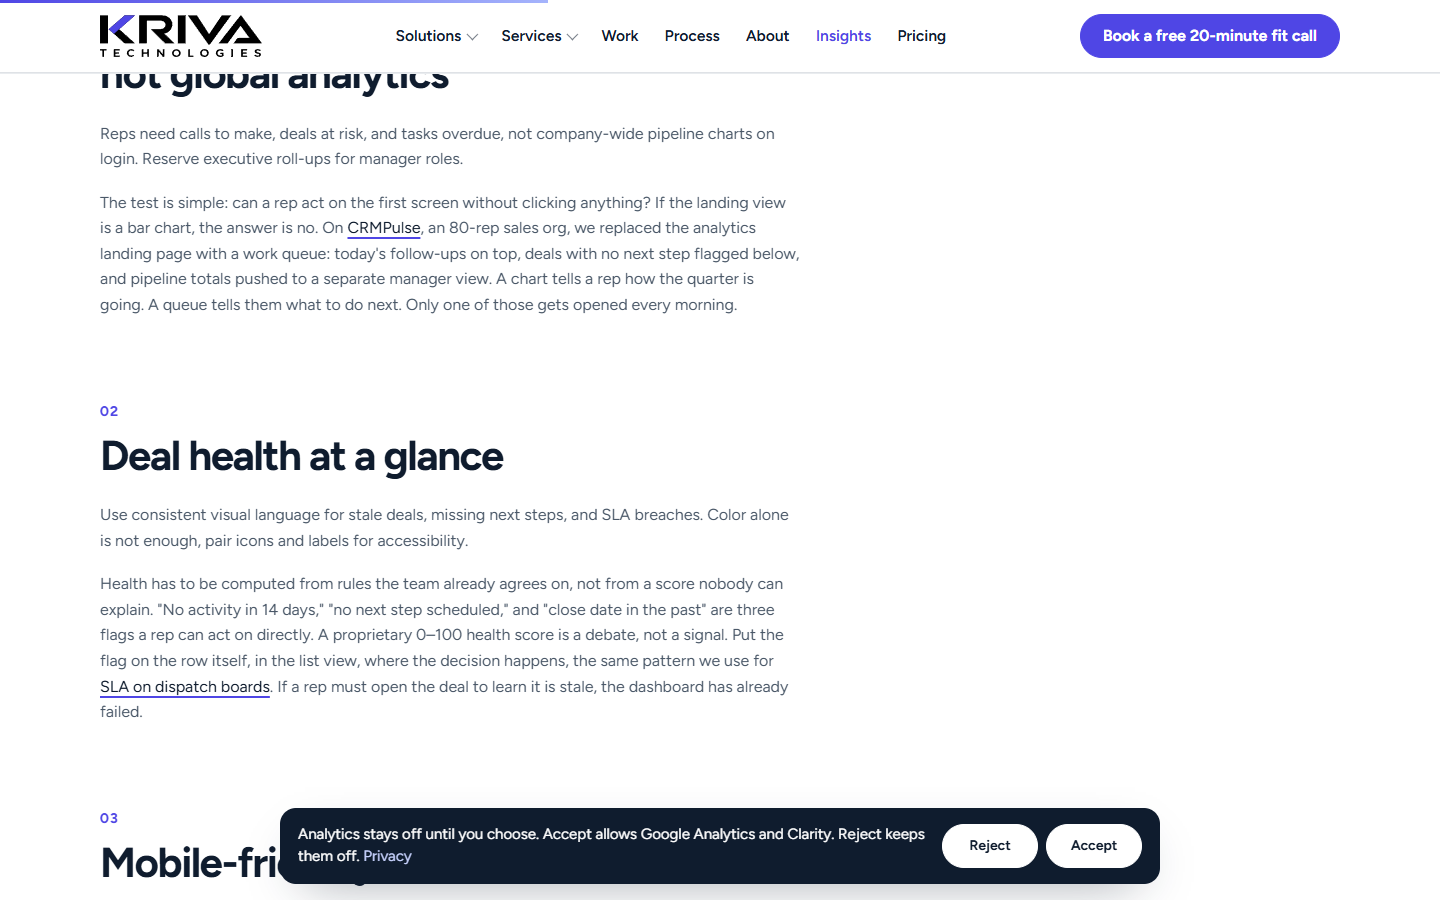 KRIVA
TECHNOLOGIES
Solutions
Services
Work
Process
About
Insights
Pricing
Book a free 20-minute fit call
not global analytics
Reps need calls to make, deals at risk, and tasks overdue, not company-wide pipeline charts on
login. Reserve executive roll-ups for manager roles.
The test is simple: can a rep act on the first screen without clicking anything? If the landing view
is a bar chart, the answer is no. On CRMPulse, an 80-rep sales org, we replaced the analytics
landing page with a work queue: today's follow-ups on top, deals with no next step flagged below,
and pipeline totals pushed to a separate manager view. A chart tells a rep how the quarter is
going. A queue tells them what to do next. Only one of those gets opened every morning.
02
Deal health at a glance
Use consistent visual language for stale deals, missing next steps, and SLA breaches. Color alone
is not enough, pair icons and labels for accessibility.
Health has to be computed from rules the team already agrees on, not from a score nobody can
explain. "No activity in 14 days," "no next step scheduled," and "close date in the past" are three
flags a rep can act on directly. A proprietary 0–100 health score is a debate, not a signal. Put the
flag on the row itself, in the list view, where the decision happens, the same pattern we use for
SLA on dispatch boards. If a rep must open the deal to learn it is stale, the dashboard has already
failed.
03
Analytics stays off until you choose. Accept allows Google Analytics and Clarity. Reject keeps
them off. Privacy
Reject
Accept